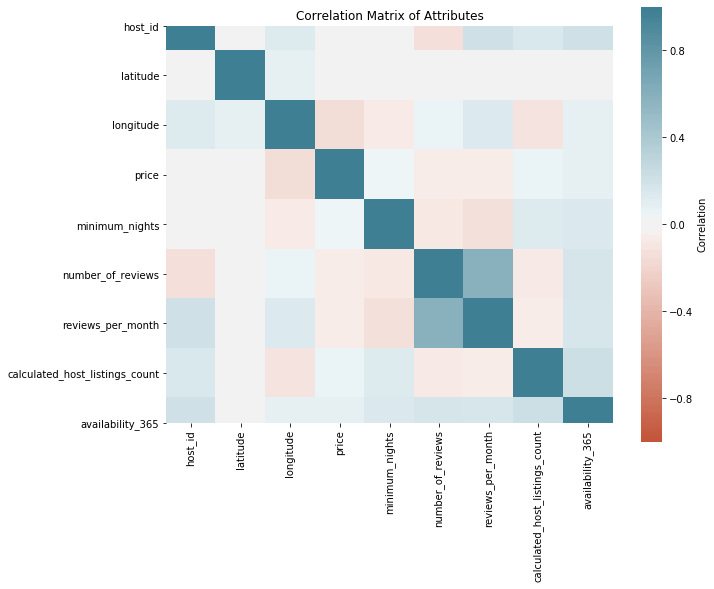 Correlation Matrix of Attributes
host_id
latitude
longitude
price
minimum_nights
number_of_reviews
reviews_per_month
calculated_host_listings_count
availability_365
host_id
latitude
longitude
price
minimum_nights
number_of_reviews
reviews_per_month
calculated_host_listings_count
availability_365
0.8
0.4
0.0
−0.4
−0.8
Correlation